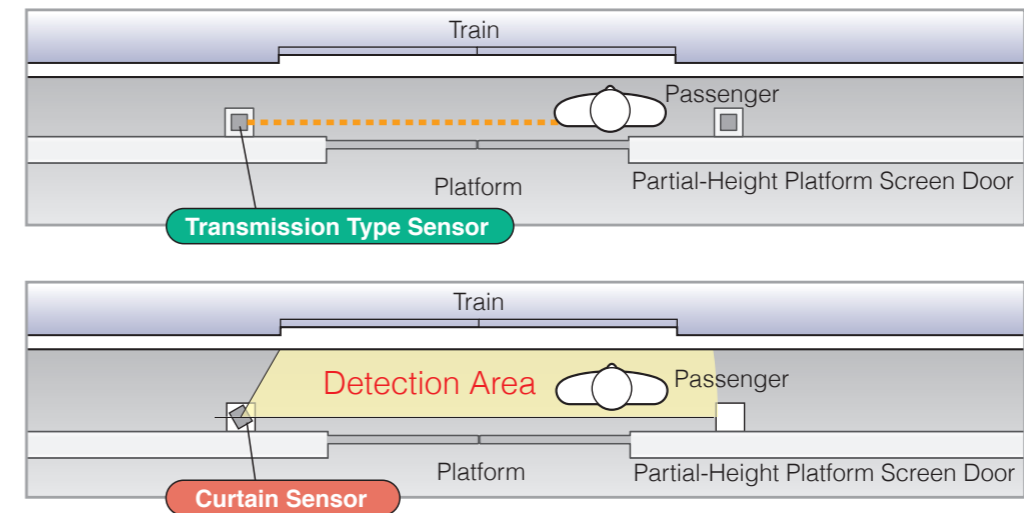 Train
Passenger
Partial-Height Platform Screen Door
Platform
Transmission Type Sensor
Train
Detection Area
Passenger
Platform
Partial-Height Platform Screen Door
Curtain Sensor